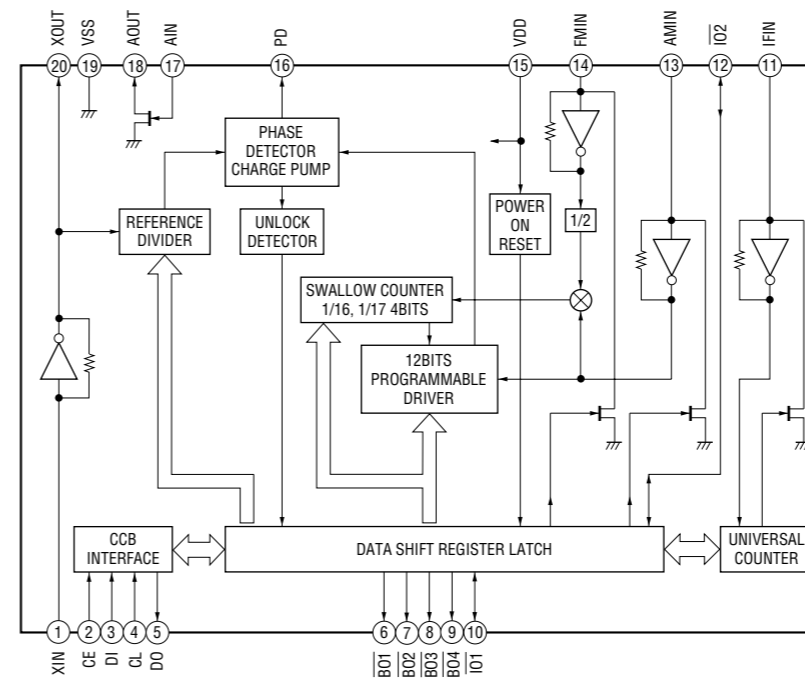 XOUT
VSS
AOUT
AIN
PD
VDD
FMIN
AMIN
IO2
IFIN
20
19
18
17
16
15
14
13
12
11
PHASE
DETECTOR
CHARGE PUMP
REFERENCE
DIVIDER
UNLOCK
DETECTOR
POWER
ON
RESET
1/2
SWALLOW COUNTER
1/16, 1/17 4BITS
12BITS
PROGRAMMABLE
DRIVER
CCB
INTERFACE
DATA SHIFT REGISTER LATCH
UNIVERSAL
COUNTER
1
2
3
4
5
6
7
8
9
10
XIN
CE
DI
CL
DO
BO1
BO2
BO3
BO4
IO1